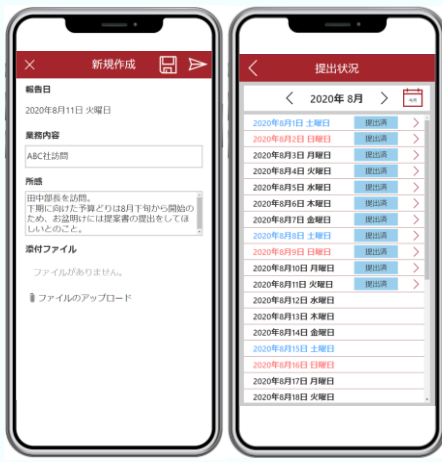 新規作成
報告日
2020年8月11日 火曜日
業務内容
ABC社訪問
所感
田中部長を訪問。
下期に向けた予算どりは8月下旬から開始の
ため、お盆明けには提案書の提出をしてほ
しいとのこと。
添付ファイル
ファイルがありません。
ファイルのアップロード
提出状況
2020年 8月
今月
2020年8月1日 土曜日 提出済
2020年8月2日 日曜日 提出済
2020年8月3日 月曜日 提出済
2020年8月4日 火曜日 提出済
2020年8月5日 水曜日 提出済
2020年8月6日 木曜日 提出済
2020年8月7日 金曜日 提出済
2020年8月8日 土曜日 提出済
2020年8月9日 日曜日 提出済
2020年8月10日 月曜日 提出済
2020年8月11日 火曜日 提出済
2020年8月12日 水曜日
2020年8月13日 木曜日
2020年8月14日 金曜日
2020年8月15日 土曜日
2020年8月16日 日曜日
2020年8月17日 月曜日
2020年8月18日 火曜日